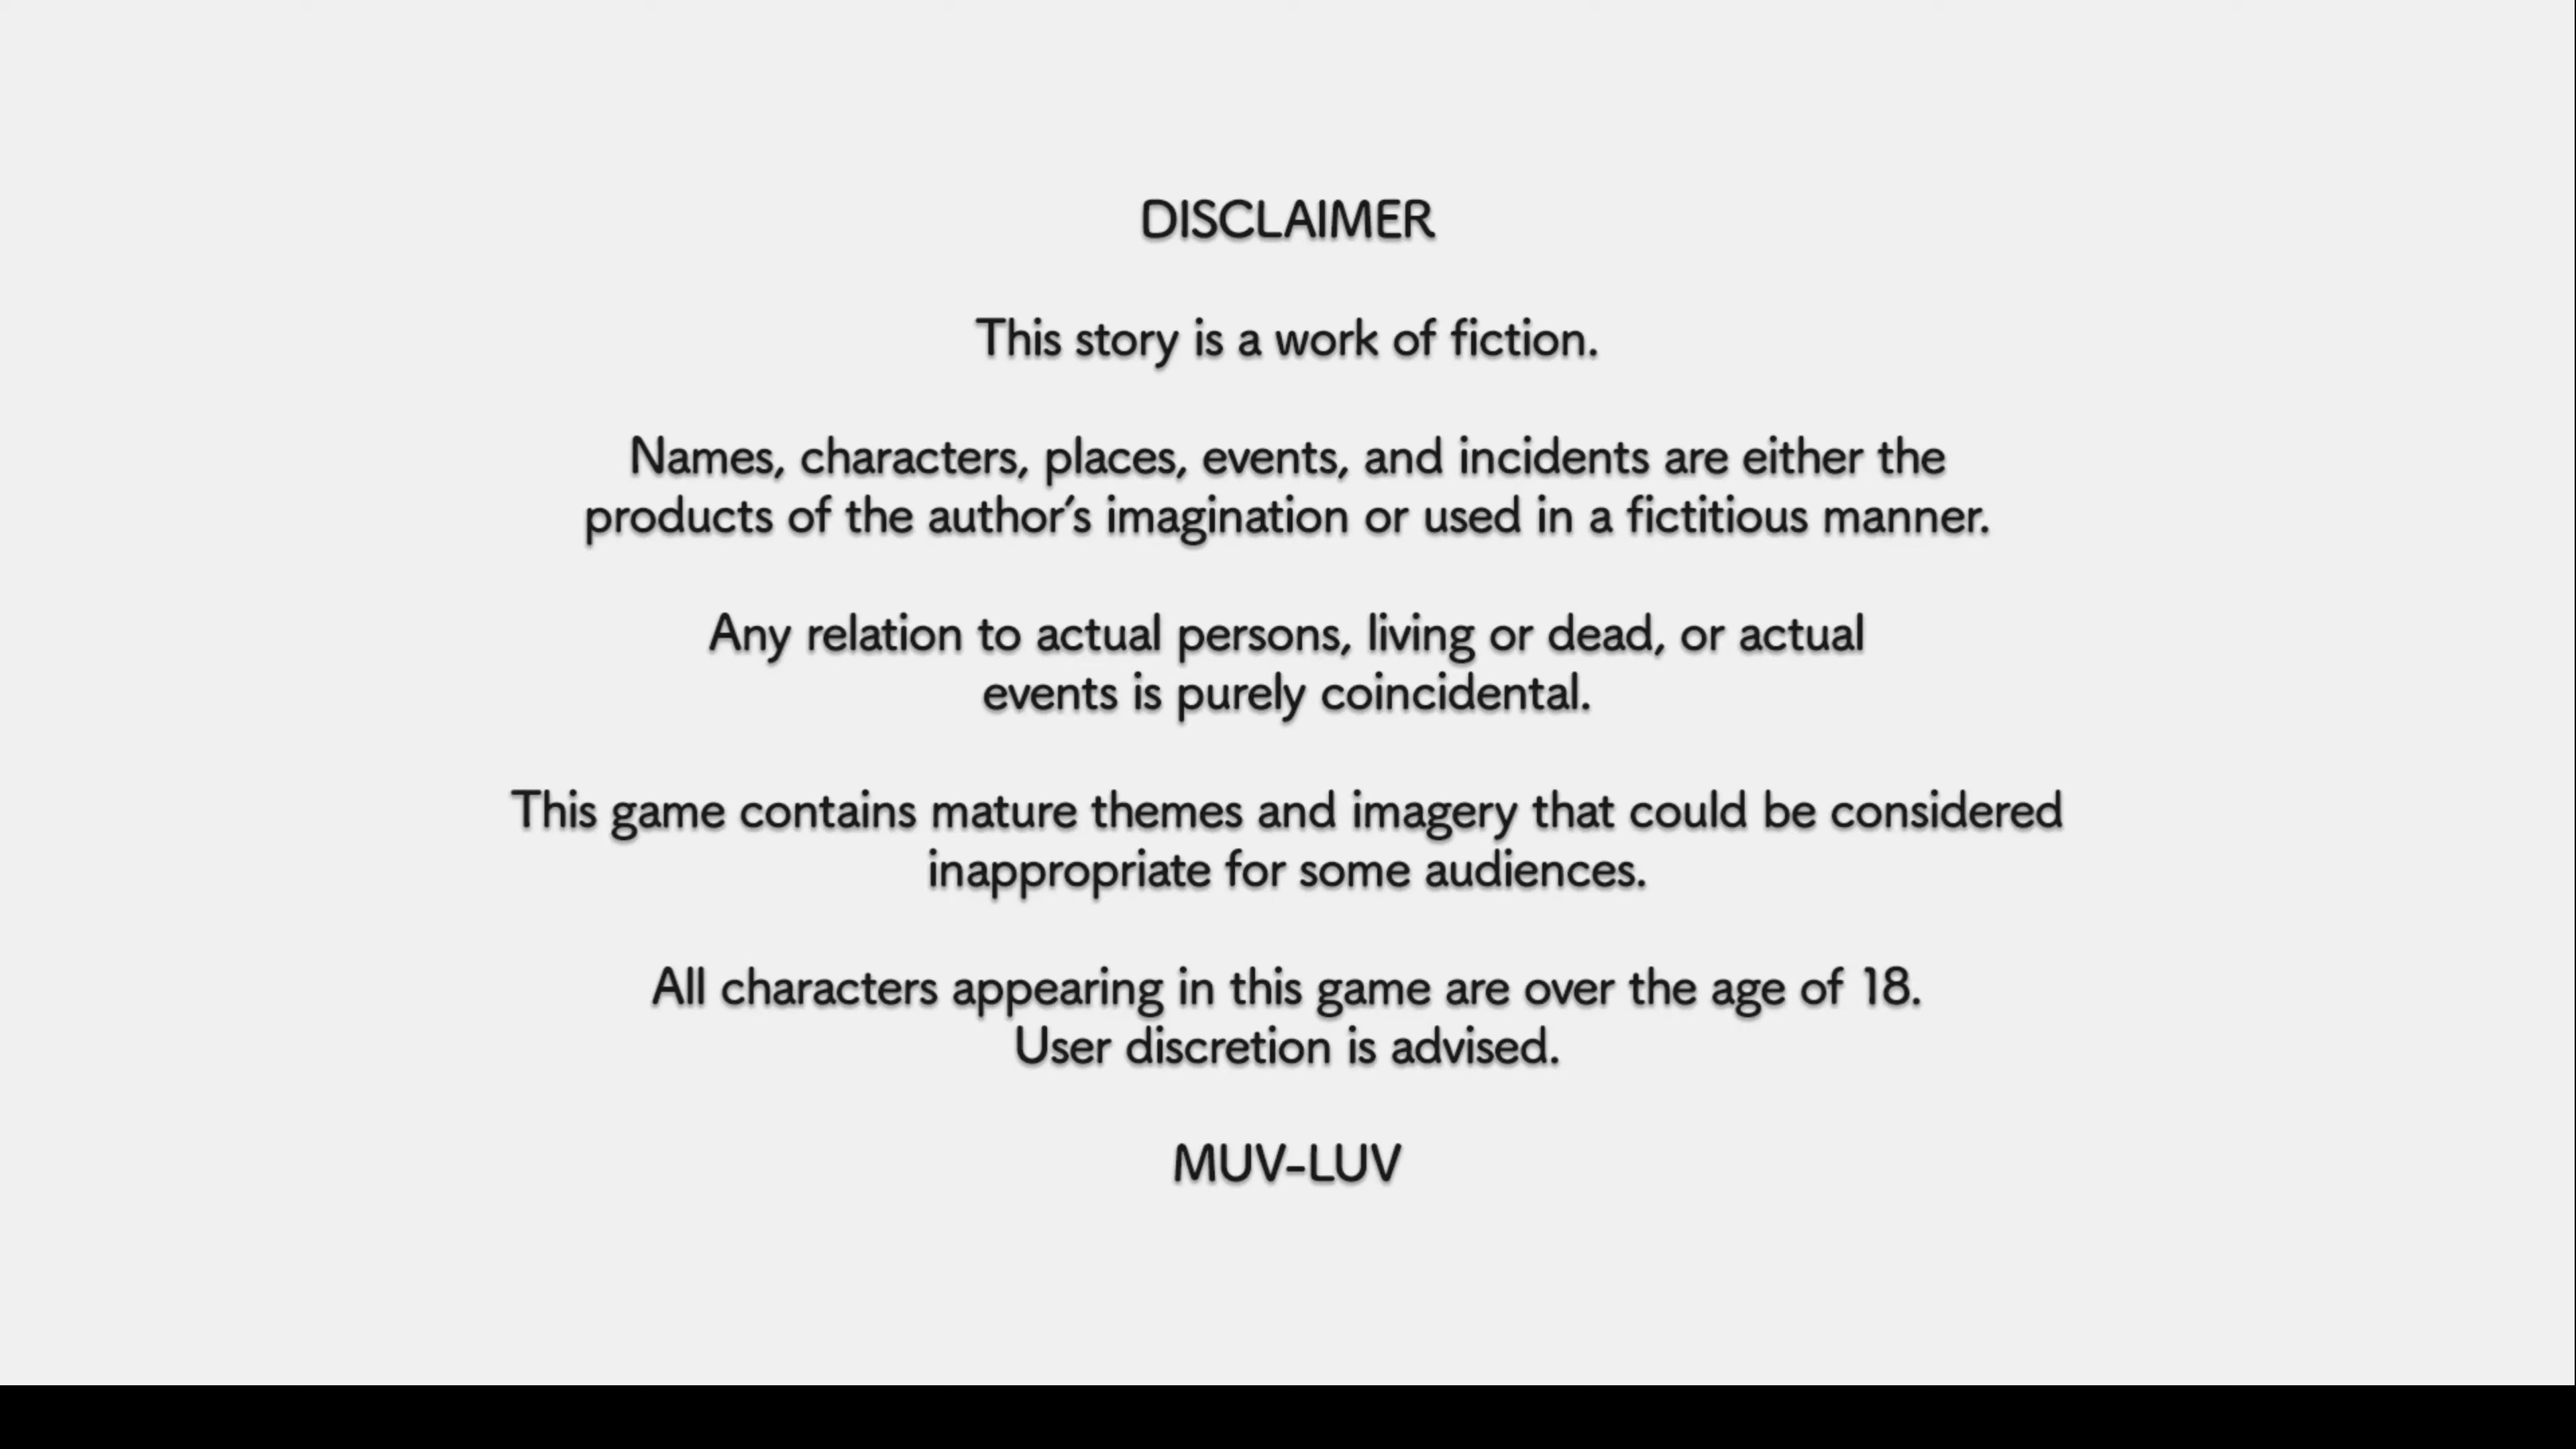 DISCLAIMER
This story is a work of fiction.
Names, characters, places, events, and incidents are either the
products of the author's imagination or used in a fictitious manner.
Any relation to actual persons, living or dead, or actual
events is purely coincidental.
This game contains mature themes and imagery that could be considered
inappropriate for some audiences.
All characters appearing in this game are over the age of 18.
User discretion is advised.
MUV-LUV